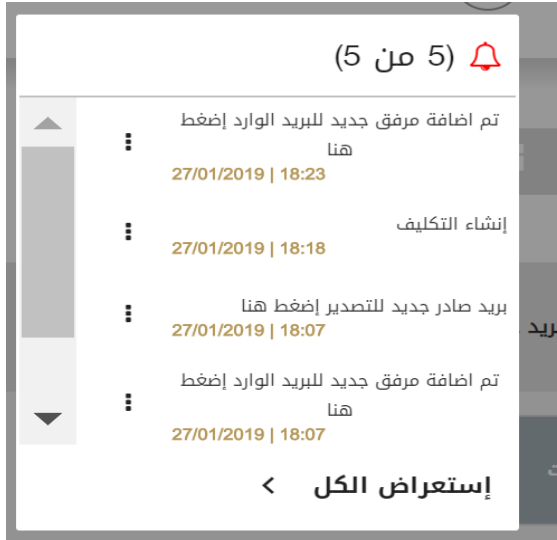 (5 من 5)
تم اضافة مرفق جديد للبريد الوارد إضغط
هنا
27/01/2019 | 18:23
إنشاء التكليف
27/01/2019 | 18:18
بريد صادر جديد للتصدير إضغط هنا
27/01/2019 | 18:07
تم اضافة مرفق جديد للبريد الوارد إضغط
هنا
27/01/2019 | 18:07
إستعراض الكل